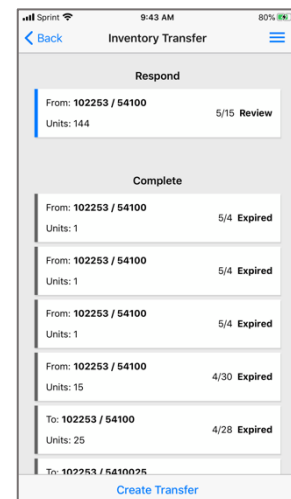 Sprint 9:43 AM 80%
Back Inventory Transfer
Respond
From: 102253 / 54100
5/15 Review
Units: 144
Complete
From: 102253 / 54100
5/4 Expired
Units: 1
From: 102253 / 54100
5/4 Expired
Units: 1
From: 102253 / 54100
5/4 Expired
Units: 1
From: 102253 / 54100
4/30 Expired
Units: 15
To: 102253 / 54100
4/28 Expired
Units: 25
To: 102253 / 5410025
Create Transfer